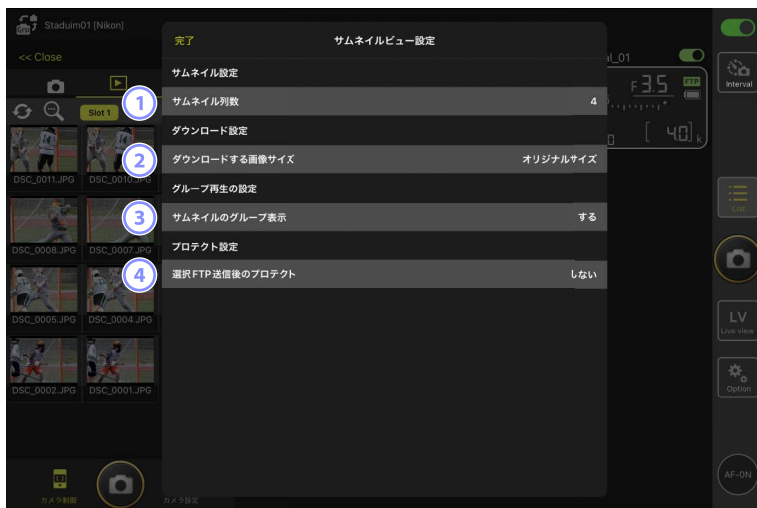 Staduim01 [Nikon]
<< Close
Slot 1
DSC_0011.JPG DSC_0010.JPG
DSC_0008.JPG DSC_0007.JPG
DSC_0005.JPG DSC_0004.JPG
DSC_0002.JPG DSC_0001.JPG
カメラ制御
カメラ設定
完了 サムネイルビュー設定
サムネイル設定
1 サムネイル列数 4
ダウンロード設定
2 ダウンロードする画像サイズ オリジナルサイズ
グループ再生の設定
3 サムネイルのグループ表示 する
プロテクト設定
4 選択FTP送信後のプロテクト しない
al_01
F3.5 FTP
[ 4.0] k
Interval
List
LV
Live view
Option
AF-ON